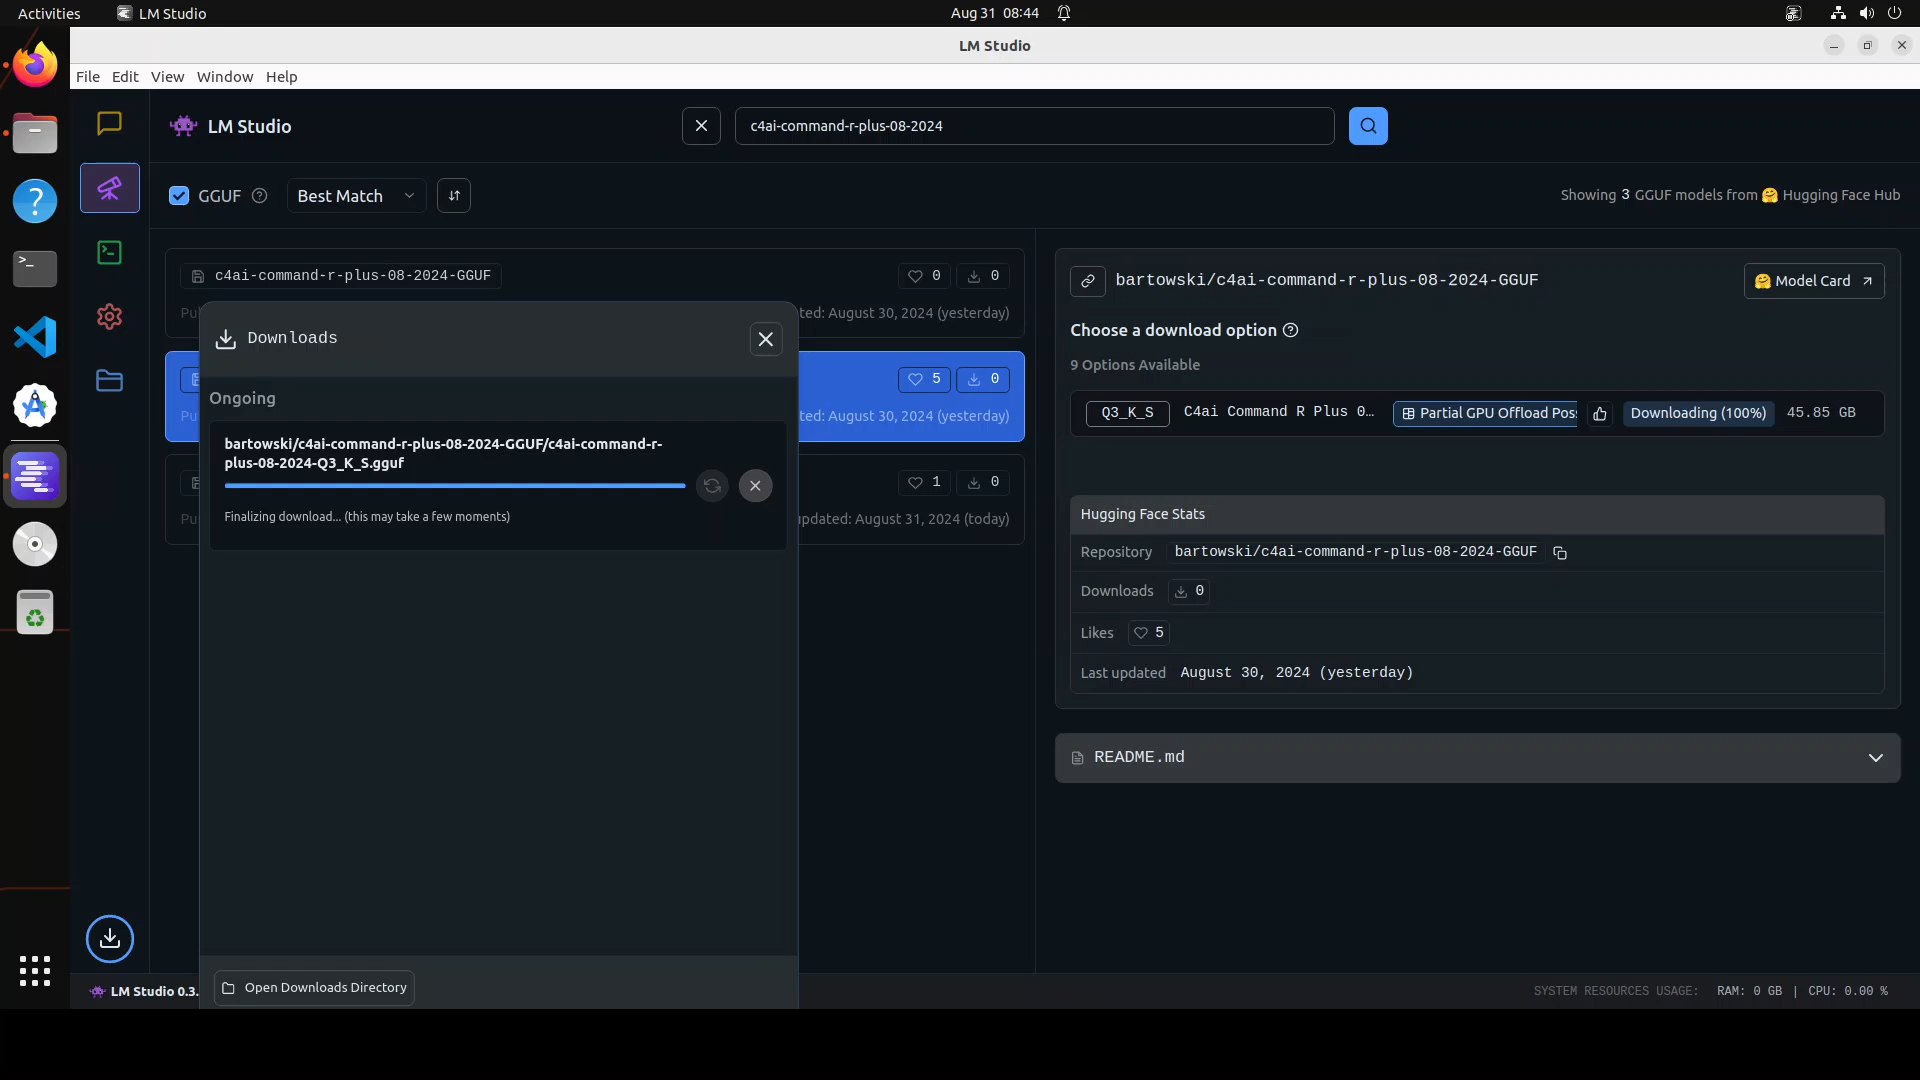 Activities
LM Studio
Aug 31 08:44
LM Studio
File Edit View Window Help
LM Studio
c4ai-command-r-plus-08-2024
GGUF
Best Match
Showing 3 GGUF models from 🤗 Hugging Face Hub
c4ai-command-r-plus-08-2024-GGUF
0
0
Pu
ted: August 30, 2024 (yesterday)
5
0
Pu
ted: August 30, 2024 (yesterday)
1
0
Pu
updated: August 31, 2024 (today)
Downloads
Ongoing
bartowski/c4ai-command-r-plus-08-2024-GGUF/c4ai-command-r-
plus-08-2024-Q3_K_S.gguf
Finalizing download... (this may take a few moments)
Open Downloads Directory
bartowski/c4ai-command-r-plus-08-2024-GGUF
🤗 Model Card
Choose a download option
9 Options Available
Q3_K_S
C4ai Command R Plus 0…
Partial GPU Offload Pos
Downloading (100%)
45.85 GB
Hugging Face Stats
Repository bartowski/c4ai-command-r-plus-08-2024-GGUF
Downloads 0
Likes 5
Last updated August 30, 2024 (yesterday)
README.md
LM Studio 0.3.
SYSTEM RESOURCES USAGE: RAM: 0 GB | CPU: 0.00 %